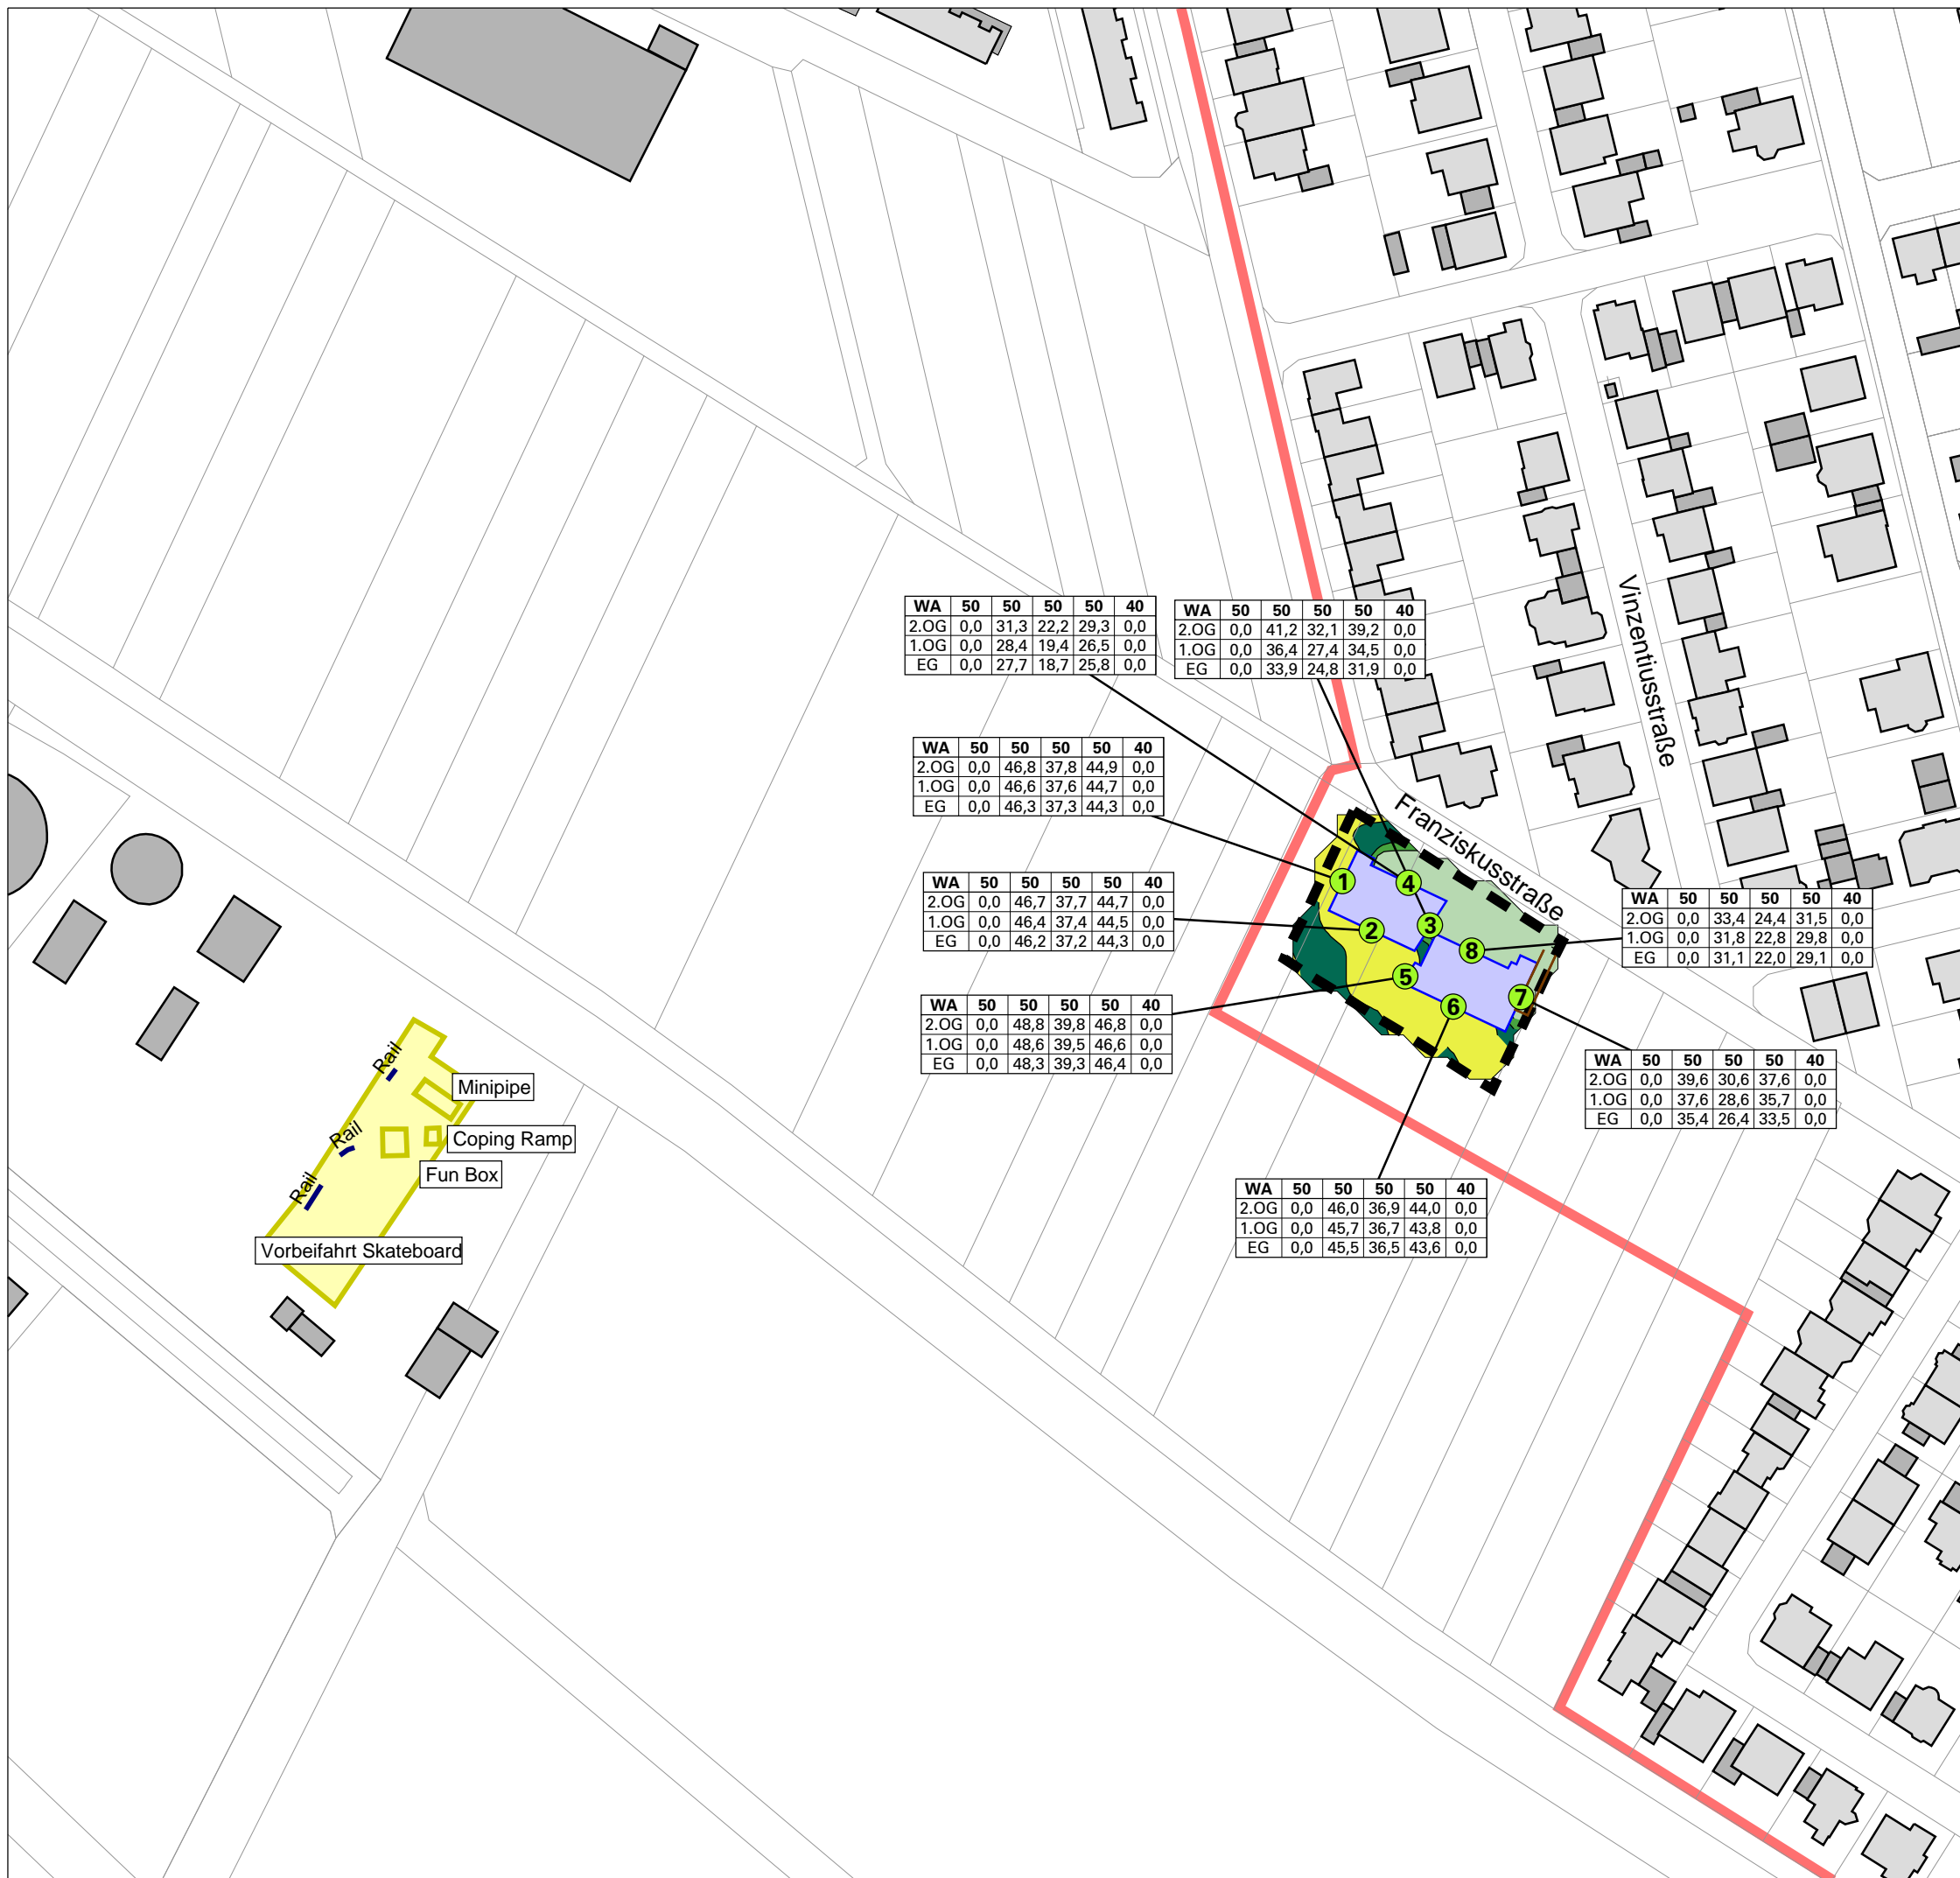 WA 50 50 50 50 40
2.OG 0,0 31,3 22,2 29,3 0,0
1.OG 0,0 28,4 19,4 26,5 0,0
EG 0,0 27,7 18,7 25,8 0,0
WA 50 50 50 50 40
2.OG 0,0 41,2 32,1 39,2 0,0
1.OG 0,0 36,4 27,4 34,5 0,0
EG 0,0 33,9 24,8 31,9 0,0
Vinzentiusstraße
WA 50 50 50 50 40
2.OG 0,0 46,8 37,8 44,9 0,0
1.OG 0,0 46,6 37,6 44,7 0,0
EG 0,0 46,3 37,3 44,3 0,0
Franziskusstraße
WA 50 50 50 50 40
2.OG 0,0 46,7 37,7 44,7 0,0
1.OG 0,0 46,4 37,4 44,5 0,0
EG 0,0 46,2 37,2 44,3 0,0
1
4
2
3
8
5
6
7
WA 50 50 50 50 40
2.OG 0,0 33,4 24,4 31,5 0,0
1.OG 0,0 31,8 22,8 29,8 0,0
EG 0,0 31,1 22,0 29,1 0,0
WA 50 50 50 50 40
2.OG 0,0 48,8 39,8 46,8 0,0
1.OG 0,0 48,6 39,5 46,6 0,0
EG 0,0 48,3 39,3 46,4 0,0
WA 50 50 50 50 40
2.OG 0,0 39,6 30,6 37,6 0,0
1.OG 0,0 37,6 28,6 35,7 0,0
EG 0,0 35,4 26,4 33,5 0,0
Rail
Minipipe
Rail
Coping Ramp
Fun Box
Rail
Vorbeifahrt Skateboard
WA 50 50 50 50 40
2.OG 0,0 46,0 36,9 44,0 0,0
1.OG 0,0 45,7 36,7 43,8 0,0
EG 0,0 45,5 36,5 43,6 0,0